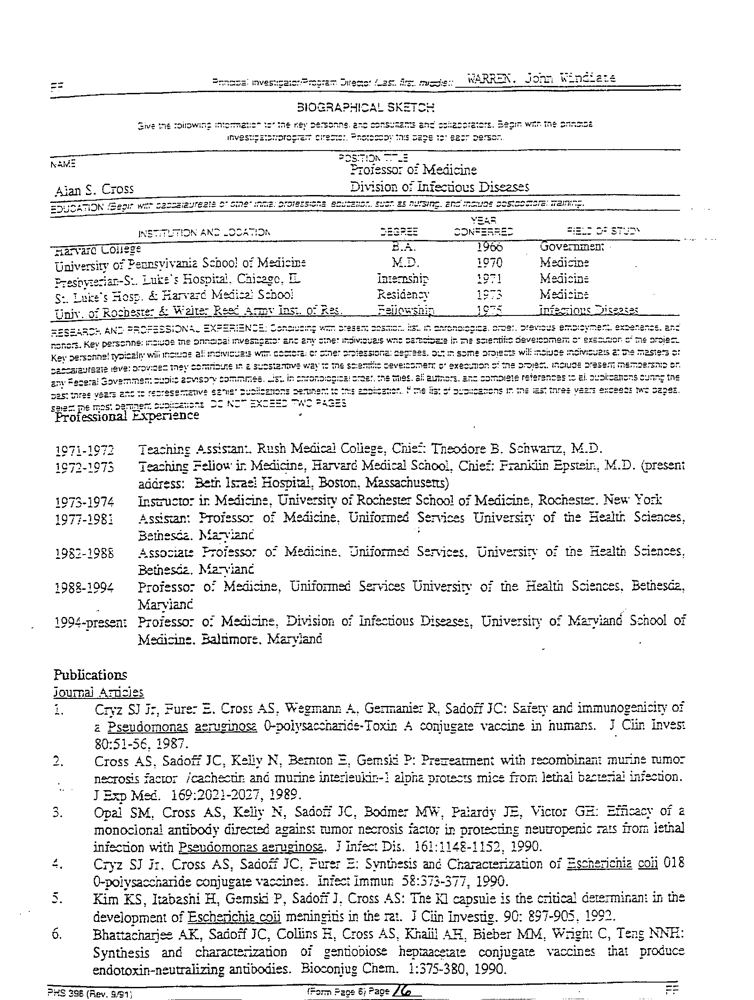 FF Principal Investigator/Program Director (Last, first, middle): WARREN, John Windiate
BIOGRAPHICAL SKETCH
Give the following information for the key personnel and consultants and collaborators. Begin with the principal
investigator/program director. Photocopy this page for each person.
NAME POSITION TITLE
Professor of Medicine
Alan S. Cross Division of Infectious Diseases
EDUCATION (Begin with baccalaureate or other initial professional education, such as nursing, and include postdoctoral training.)
YEAR
INSTITUTION AND LOCATION DEGREE CONFERRED FIELD OF STUDY
Harvard College B.A. 1966 Government
University of Pennsylvania School of Medicine M.D. 1970 Medicine
Presbyterian-St. Luke's Hospital, Chicago, IL Internship 1971 Medicine
St. Luke's Hosp. & Harvard Medical School Residency 1973 Medicine
Univ. of Rochester & Walter Reed Army Inst. of Res. Fellowship 1975 Infectious Diseases
RESEARCH AND PROFESSIONAL EXPERIENCE: Concluding with present position, list, in chronological order, previous employment, experience, and
honors. Key personnel include the principal investigator and any other individuals who participate in the scientific development or execution of the project.
Key personnel typically will include all individuals with doctoral or other professional degrees, but in some projects will include individuals at the masters or
baccalaureate level provided they contribute in a substantive way to the scientific development or execution of the project. Include present membership on
any Federal Government public advisory committee. List, in chronological order, the titles, all authors, and complete references to all publications during the
past three years and to representative earlier publications pertinent to this application. If the list of publications in the last three years exceeds two pages,
select the most pertinent publications. DO NOT EXCEED TWO PAGES.
Professional Experience
1971-1972 Teaching Assistant, Rush Medical College, Chief: Theodore B. Schwartz, M.D.
1972-1973 Teaching Fellow in Medicine, Harvard Medical School, Chief: Franklin Epstein, M.D. (present
address: Beth Israel Hospital, Boston, Massachusetts)
1973-1974 Instructor in Medicine, University of Rochester School of Medicine, Rochester, New York
1977-1981 Assistant Professor of Medicine, Uniformed Services University of the Health Sciences,
Bethesda, Maryland
1982-1988 Associate Professor of Medicine, Uniformed Services, University of the Health Sciences,
Bethesda, Maryland
1988-1994 Professor of Medicine, Uniformed Services University of the Health Sciences, Bethesda,
Maryland
1994-present Professor of Medicine, Division of Infectious Diseases, University of Maryland School of
Medicine, Baltimore, Maryland
Publications
Journal Articles
1. Cryz SJ Jr, Furer E, Cross AS, Wegmann A, Germanier R, Sadoff JC: Safety and immunogenicity of
a Pseudomonas aeruginosa 0-polysaccharide-Toxin A conjugate vaccine in humans. J Clin Invest
80:51-56, 1987.
2. Cross AS, Sadoff JC, Kelly N, Bernton E, Gemski P: Pretreatment with recombinant murine tumor
necrosis factor /cachectin and murine interleukin-1 alpha protects mice from lethal bacterial infection.
J Exp Med. 169:2021-2027, 1989.
3. Opal SM, Cross AS, Kelly N, Sadoff JC, Bodmer MW, Palardy JE, Victor GH: Efficacy of a
monoclonal antibody directed against tumor necrosis factor in protecting neutropenic rats from lethal
infection with Pseudomonas aeruginosa. J Infect Dis. 161:1148-1152, 1990.
4. Cryz SJ Jr, Cross AS, Sadoff JC, Furer E: Synthesis and Characterization of Escherichia coli 018
0-polysaccharide conjugate vaccines. Infect Immun 58:373-377, 1990.
5. Kim KS, Itabashi H, Gemski P, Sadoff J, Cross AS: The K1 capsule is the critical determinant in the
development of Escherichia coli meningitis in the rat. J Clin Investig. 90: 897-905, 1992.
6. Bhattacharjee AK, Sadoff JC, Collins H, Cross AS, Khalil AH, Bieber MM, Wright C, Teng NNH:
Synthesis and characterization of gentiobiose heptaacetate conjugate vaccines that produce
endotoxin-neutralizing antibodies. Bioconjug Chem. 1:375-380, 1990.
PHS 398 (Rev. 9/91) (Form Page 6) Page 16 FF